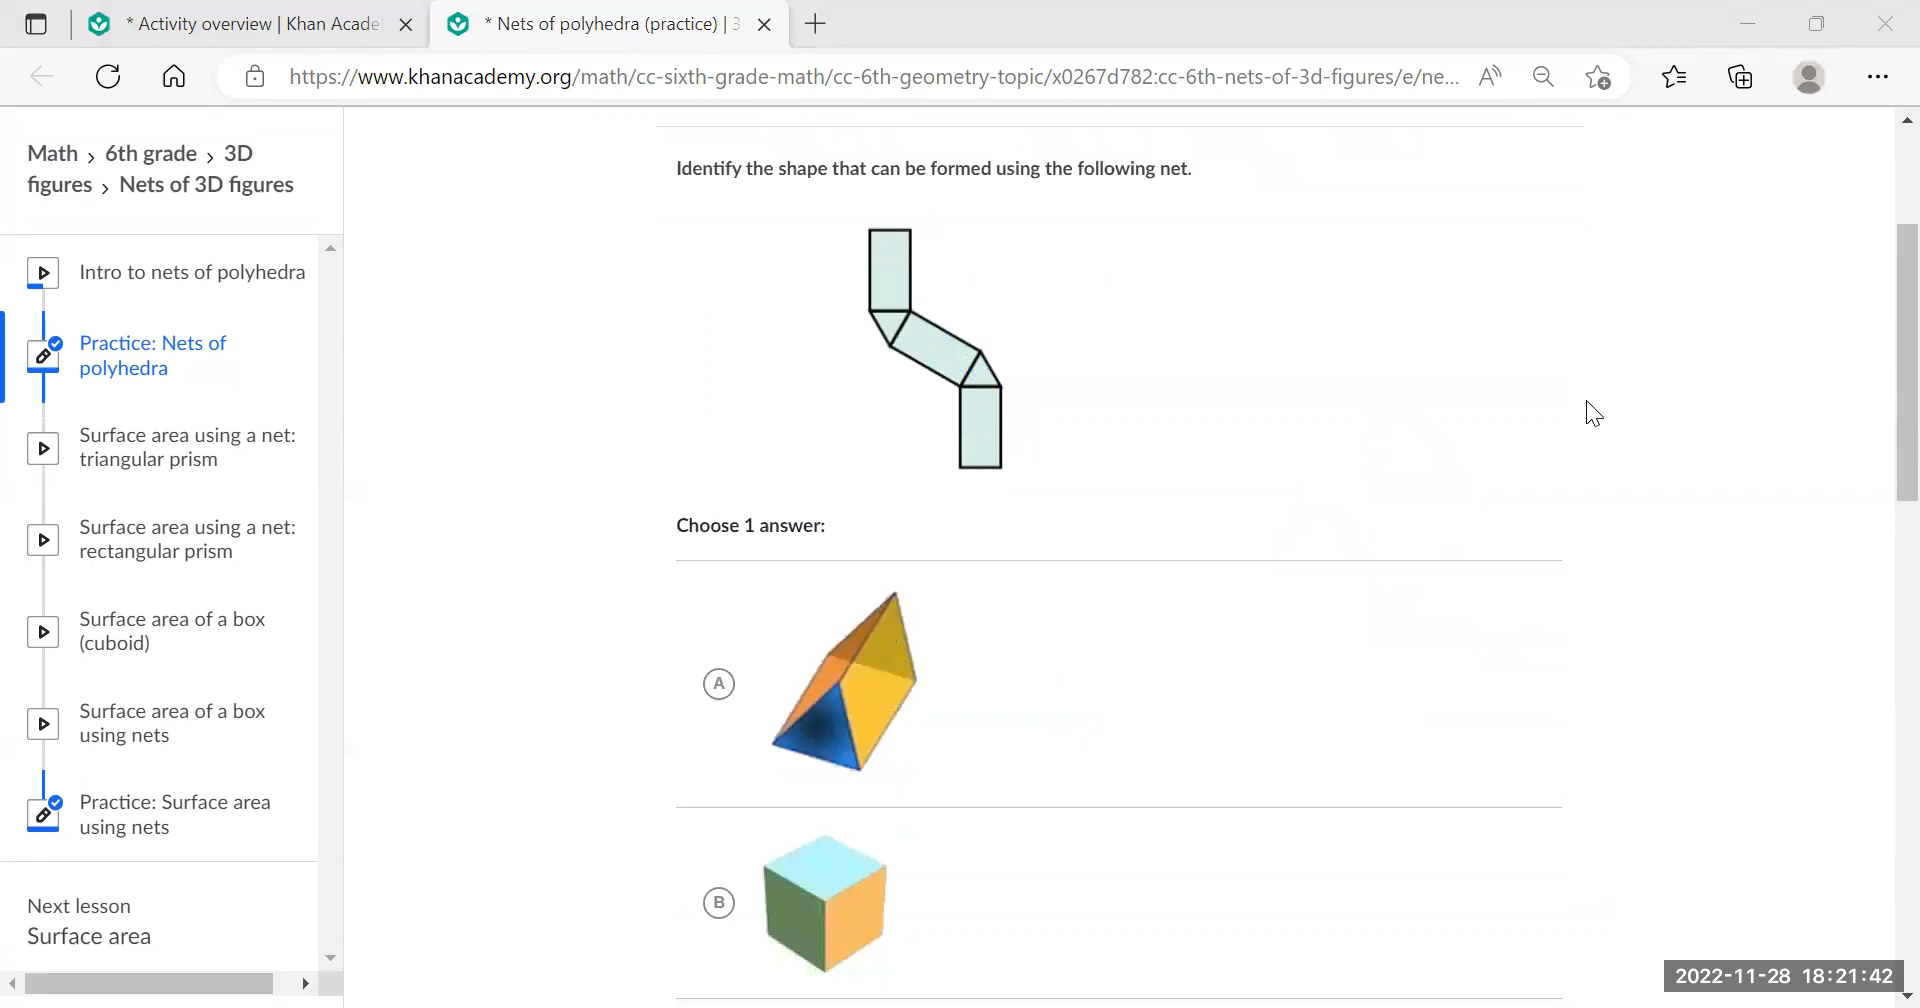 * Activity overview | Khan Acade
* Nets of polyhedra (practice) | 3
https://www.khanacademy.org/math/cc-sixth-grade-math/cc-6th-geometry-topic/x0267d782:cc-6th-nets-of-3d-figures/e/ne...
Math > 6th grade > 3D
figures > Nets of 3D figures
Intro to nets of polyhedra
Practice: Nets of
polyhedra
Surface area using a net:
triangular prism
Surface area using a net:
rectangular prism
Surface area of a box
(cuboid)
Surface area of a box
using nets
Practice: Surface area
using nets
Next lesson
Surface area
Identify the shape that can be formed using the following net.
Choose 1 answer:
A
B
2022-11-28 18:21:42